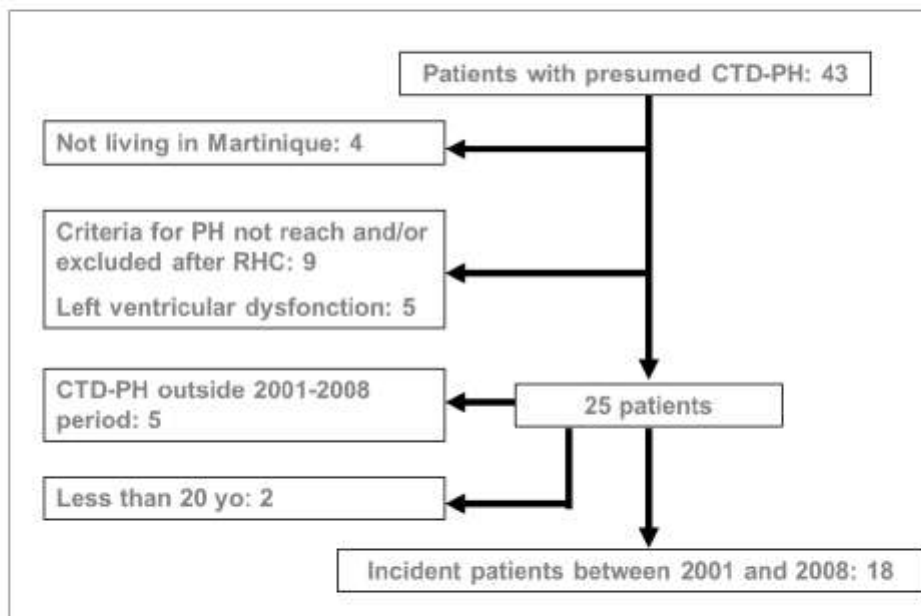 Patients with presumed CTD-PH: 43
Not living in Martinique: 4
Criteria for PH not reach and/or
excluded after RHC: 9
Left ventricular dysfonction: 5
CTD-PH outside 2001-2008
period: 5
25 patients
Less than 20 yo: 2
Incident patients between 2001 and 2008: 18